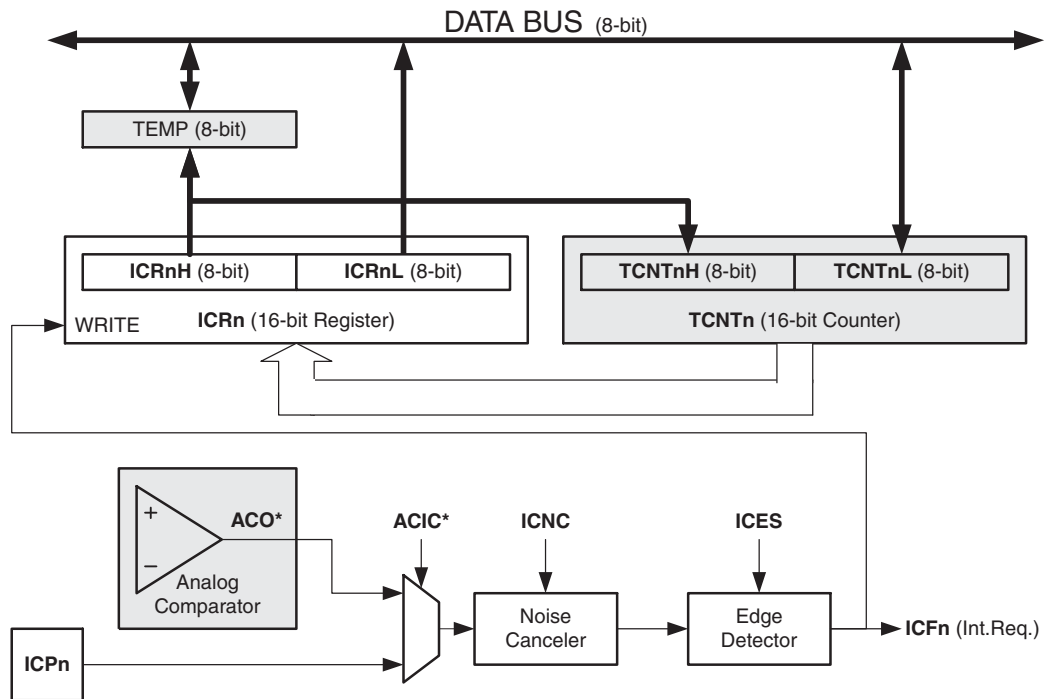 DATA BUS (8-bit)
TEMP (8-bit)
ICRnH (8-bit)
ICRnL (8-bit)
TCNTnH (8-bit)
TCNTnL (8-bit)
WRITE
ICRn (16-bit Register)
TCNTn (16-bit Counter)
+
−
ACO*
Analog
Comparator
ACIC*
ICNC
ICES
Noise
Canceler
Edge
Detector
ICFn (Int.Req.)
ICPn